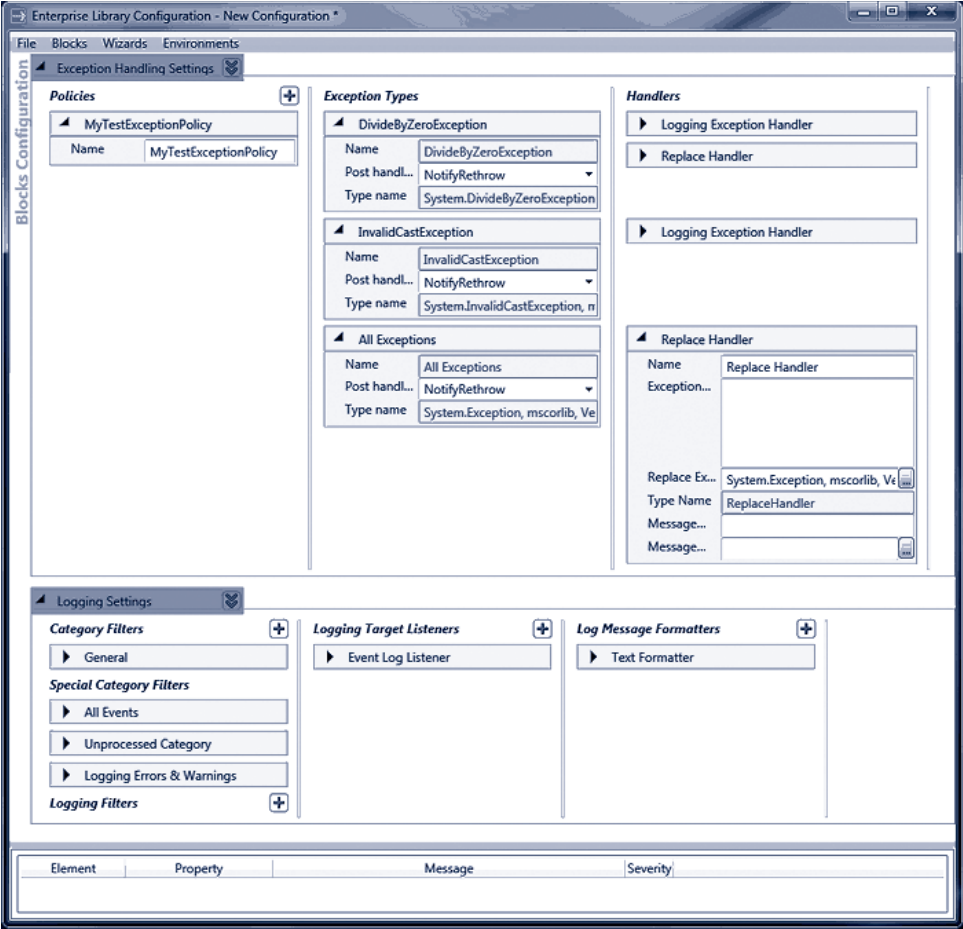 Enterprise Library Configuration - New Configuration *
File Blocks Wizards Environments
Blocks Configuration
Exception Handling Settings
Policies
MyTestExceptionPolicy
Name MyTestExceptionPolicy
Exception Types
DivideByZeroException
Name DivideByZeroException
Post handl... NotifyRethrow
Type name System.DivideByZeroException
InvalidCastException
Name InvalidCastException
Post handl... NotifyRethrow
Type name System.InvalidCastException, m
All Exceptions
Name All Exceptions
Post handl... NotifyRethrow
Type name System.Exception, mscorlib, Ve
Handlers
Logging Exception Handler
Replace Handler
Logging Exception Handler
Replace Handler
Name Replace Handler
Exception...
Replace Ex... System.Exception, mscorlib, Ve
Type Name ReplaceHandler
Message...
Message...
Logging Settings
Category Filters
General
Special Category Filters
All Events
Unprocessed Category
Logging Errors & Warnings
Logging Filters
Logging Target Listeners
Event Log Listener
Log Message Formatters
Text Formatter
Element Property Message Severity